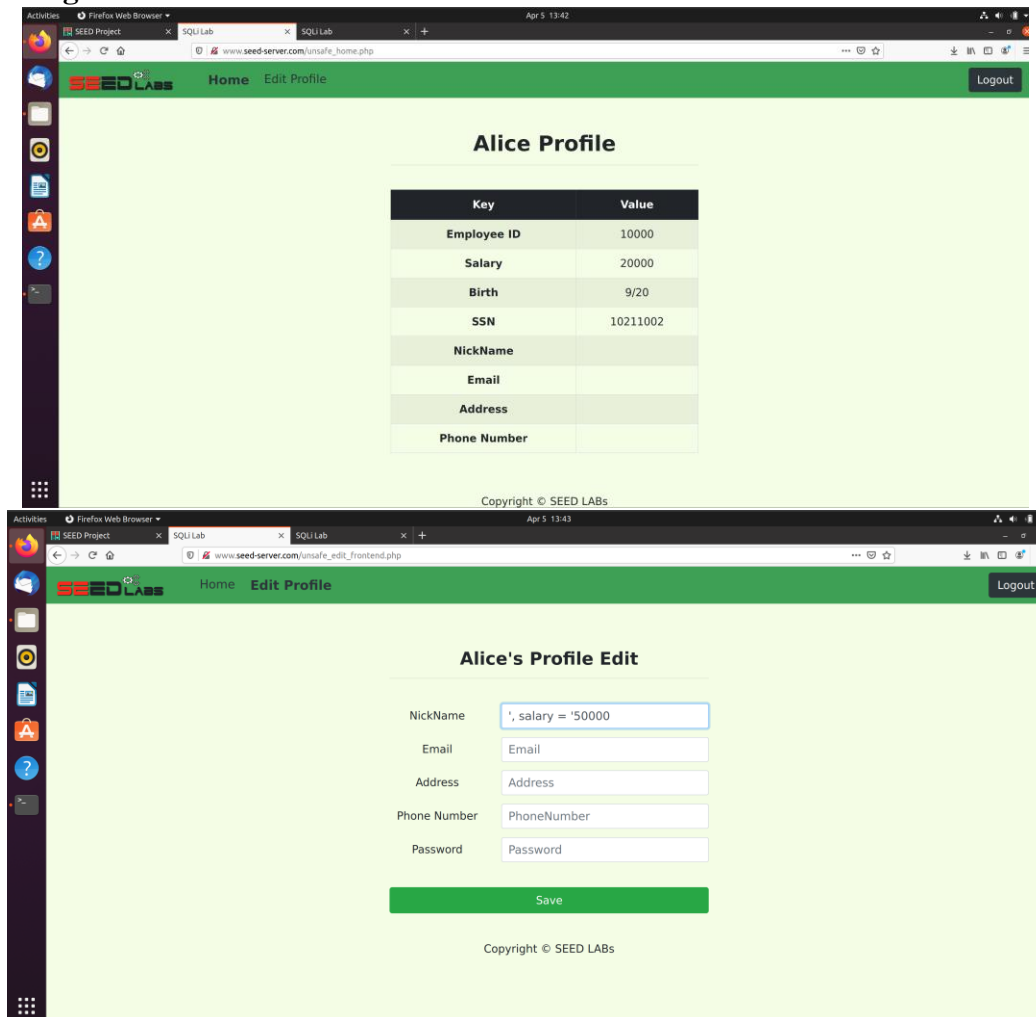 Activities Firefox Web Browser Apr 5 13:42
SEED Project SQLi Lab SQLi Lab
www.seed-server.com/unsafe_home.php
SEEDLABS Home Edit Profile Logout
Alice Profile
Key Value
Employee ID 10000
Salary 20000
Birth 9/20
SSN 10211002
NickName
Email
Address
Phone Number
Copyright © SEED LABs
Activities Firefox Web Browser Apr 5 13:43
SEED Project SQLi Lab SQLi Lab
www.seed-server.com/unsafe_edit_frontend.php
SEEDLABS Home Edit Profile Logout
Alice's Profile Edit
NickName ', salary = '50000
Email Email
Address Address
Phone Number PhoneNumber
Password Password
Save
Copyright © SEED LABs